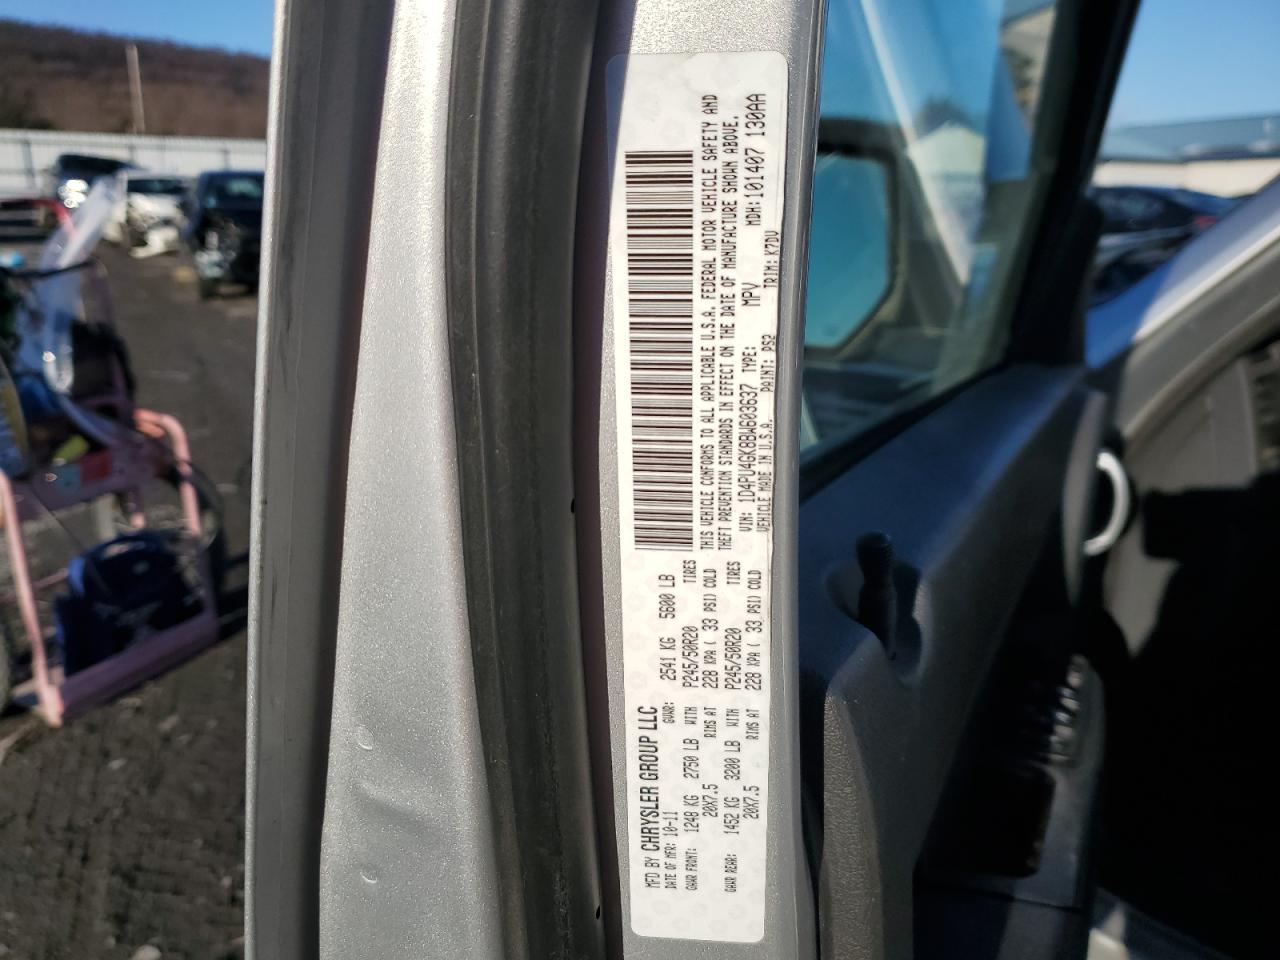 MFD BY CHRYSLER GROUP LLC
DATE OF MFR: 10-11 GVWR: 2541 KG 5600 LB
GAWR FRONT: 1248 KG 2750 LB WITH P245/50R20 TIRES
20X7.5 RIMS AT 228 KPA ( 33 PSI) COLD
GAWR REAR: 1452 KG 3200 LB WITH P245/50R20 TIRES
20X7.5 RIMS AT 228 KPA ( 33 PSI) COLD
THIS VEHICLE CONFORMS TO ALL APPLICABLE U.S.A. FEDERAL MOTOR VEHICLE SAFETY AND
THEFT PREVENTION STANDARDS IN EFFECT ON THE DATE OF MANUFACTURE SHOWN ABOVE.
VIN: 1D4PU4GK8BW603637 TYPE: MPV MDH:101407 130AA
VEHICLE MADE IN U.S.A. PAINT: PS2 TRIM: K7DV